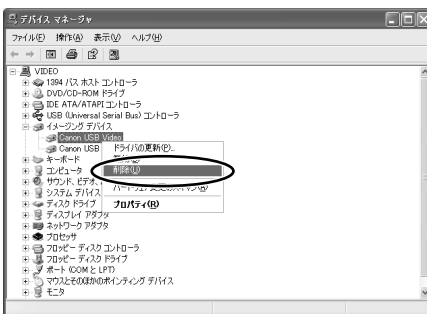 デバイス マネージャ
ファイル(F) 操作(A) 表示(V) ヘルプ(H)
VIDEO
1394 バス ホスト コントローラ
DVD/CD-ROM ドライブ
IDE ATA/ATAPI コントローラ
USB (Universal Serial Bus) コントローラ
イメージング デバイス
Canon USB Video
Canon USB
ドライバの更新(P)...
削除(U)
プロパティ(R)
キーボード
コンピュータ
サウンド、ビデオ、
システム デバイス
ディスク ドライブ
ディスプレイ アダプタ
ネットワーク アダプタ
プロセッサ
フロッピー ディスク コントローラ
フロッピー ディスク ドライブ
ポート (COM と LPT)
マウスとそのほかのポインティング デバイス
モニタ